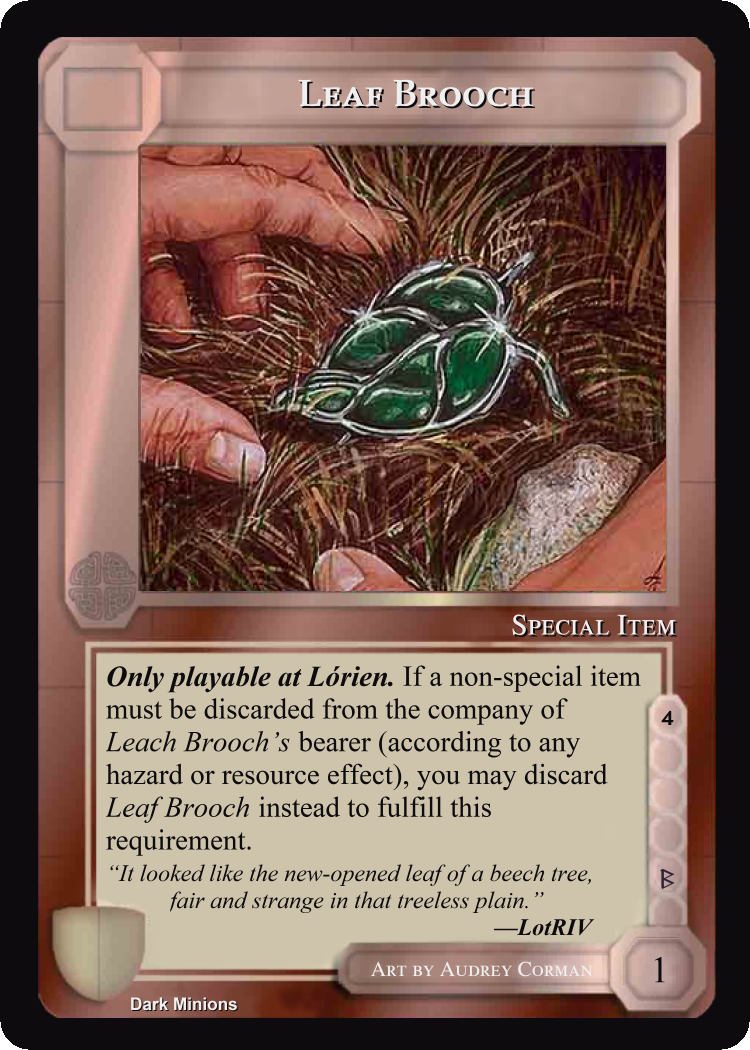 Leaf Brooch
Special Item
Only playable at Lórien. If a non-special item
must be discarded from the company of
Leach Brooch's bearer (according to any
hazard or resource effect), you may discard
Leaf Brooch instead to fulfill this
requirement.
“It looked like the new-opened leaf of a beech tree,
fair and strange in that treeless plain.”
—LotRIV
4
Art by Audrey Corman
1
Dark Minions